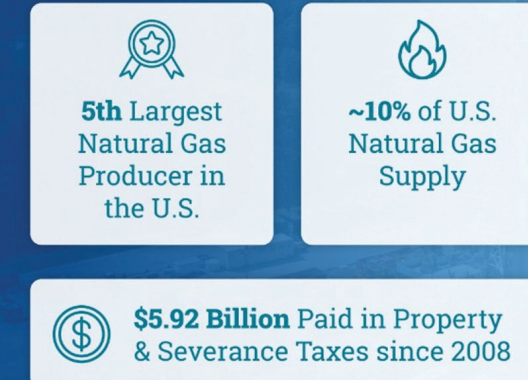 5th Largest
Natural Gas
Producer in
the U.S.
~10% of U.S.
Natural Gas
Supply
$
$5.92 Billion Paid in Property
& Severance Taxes since 2008